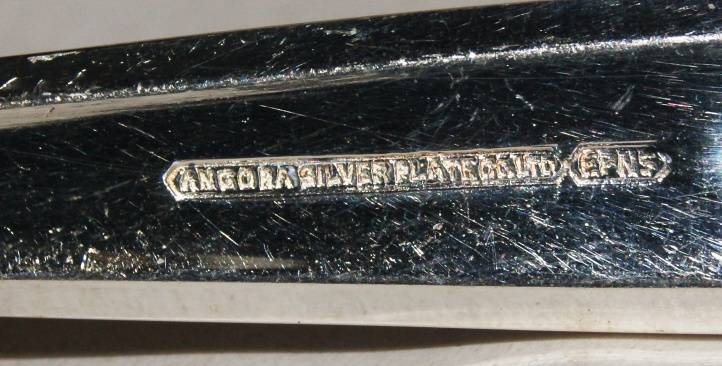 ANGORA SILVER PLATE CO. LTD EPNS